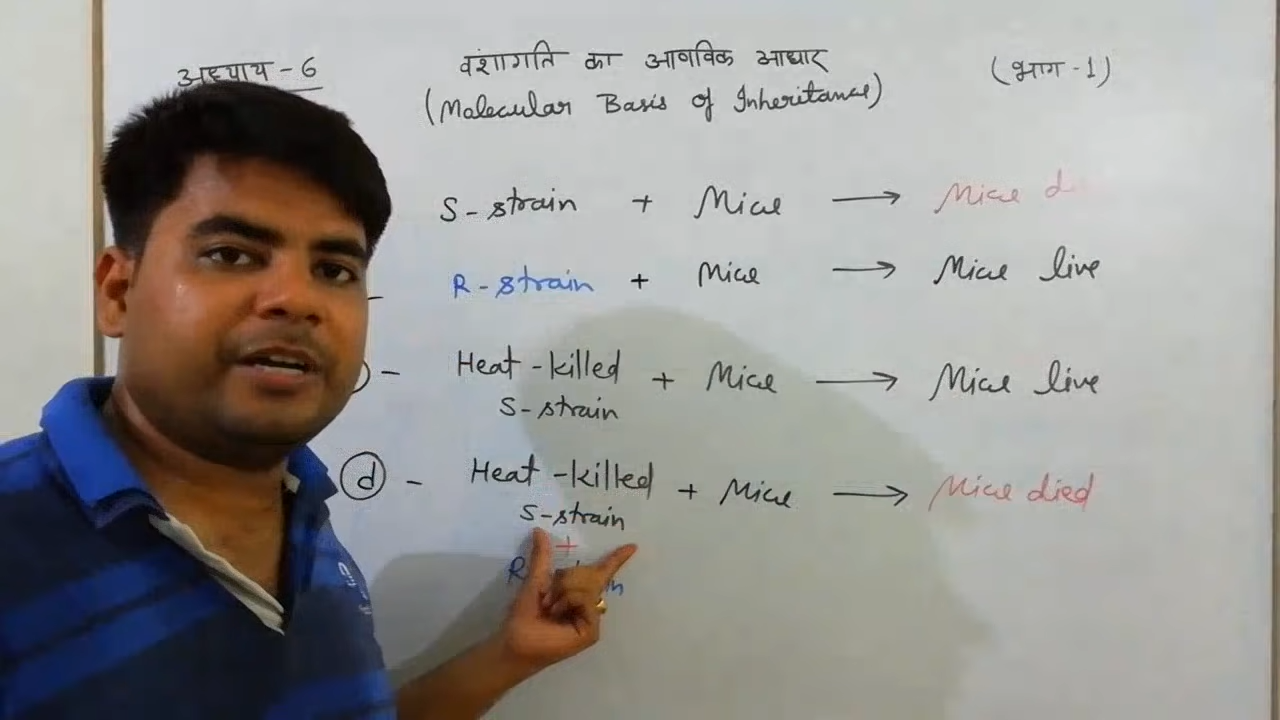 अध्याय - 6
वंशागति का आणविक आधार
(भाग - 1)
(Molecular Basis of Inheritance)
S - strain + Mice → Mice
R - strain + Mice → Mice live
- Heat - killed + Mice → Mice live
S - strain
d - Heat - killed + Mice → Mice died
S-strain
+
R